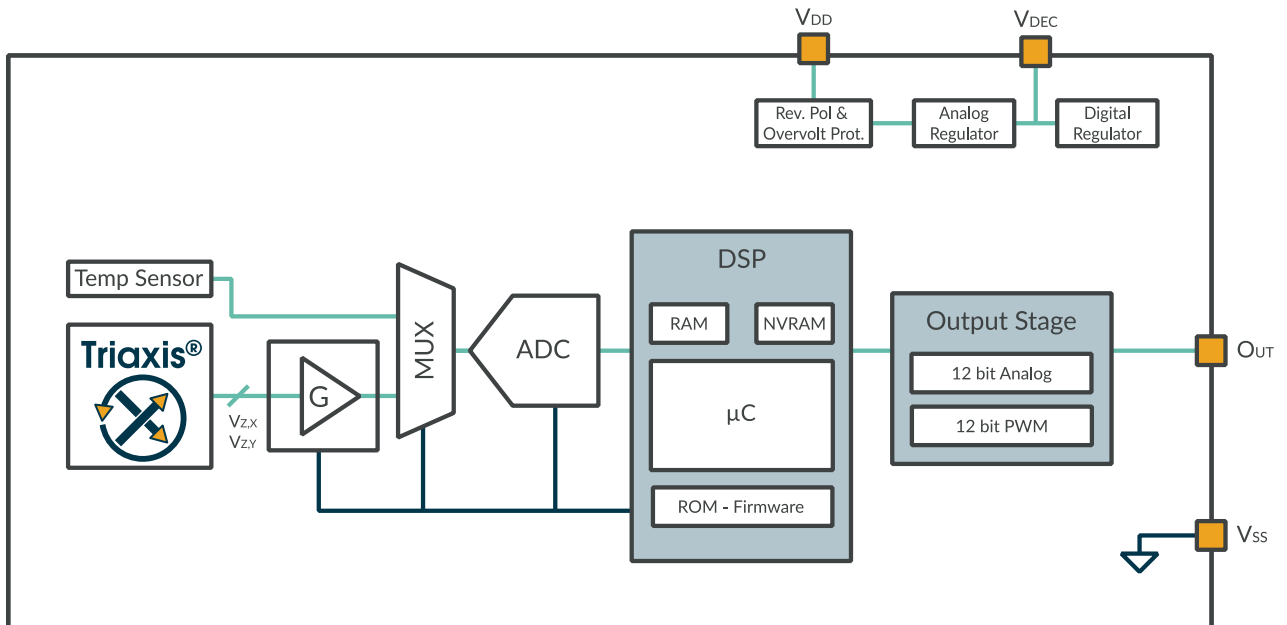 VDD
VDEC
Rev. Pol &
Overvolt Prot.
Analog
Regulator
Digital
Regulator
Temp Sensor
Triaxis®
VZ,X
VZ,Y
G
MUX
ADC
DSP
RAM
NVRAM
µC
ROM - Firmware
Output Stage
12 bit Analog
12 bit PWM
OUT
VSS